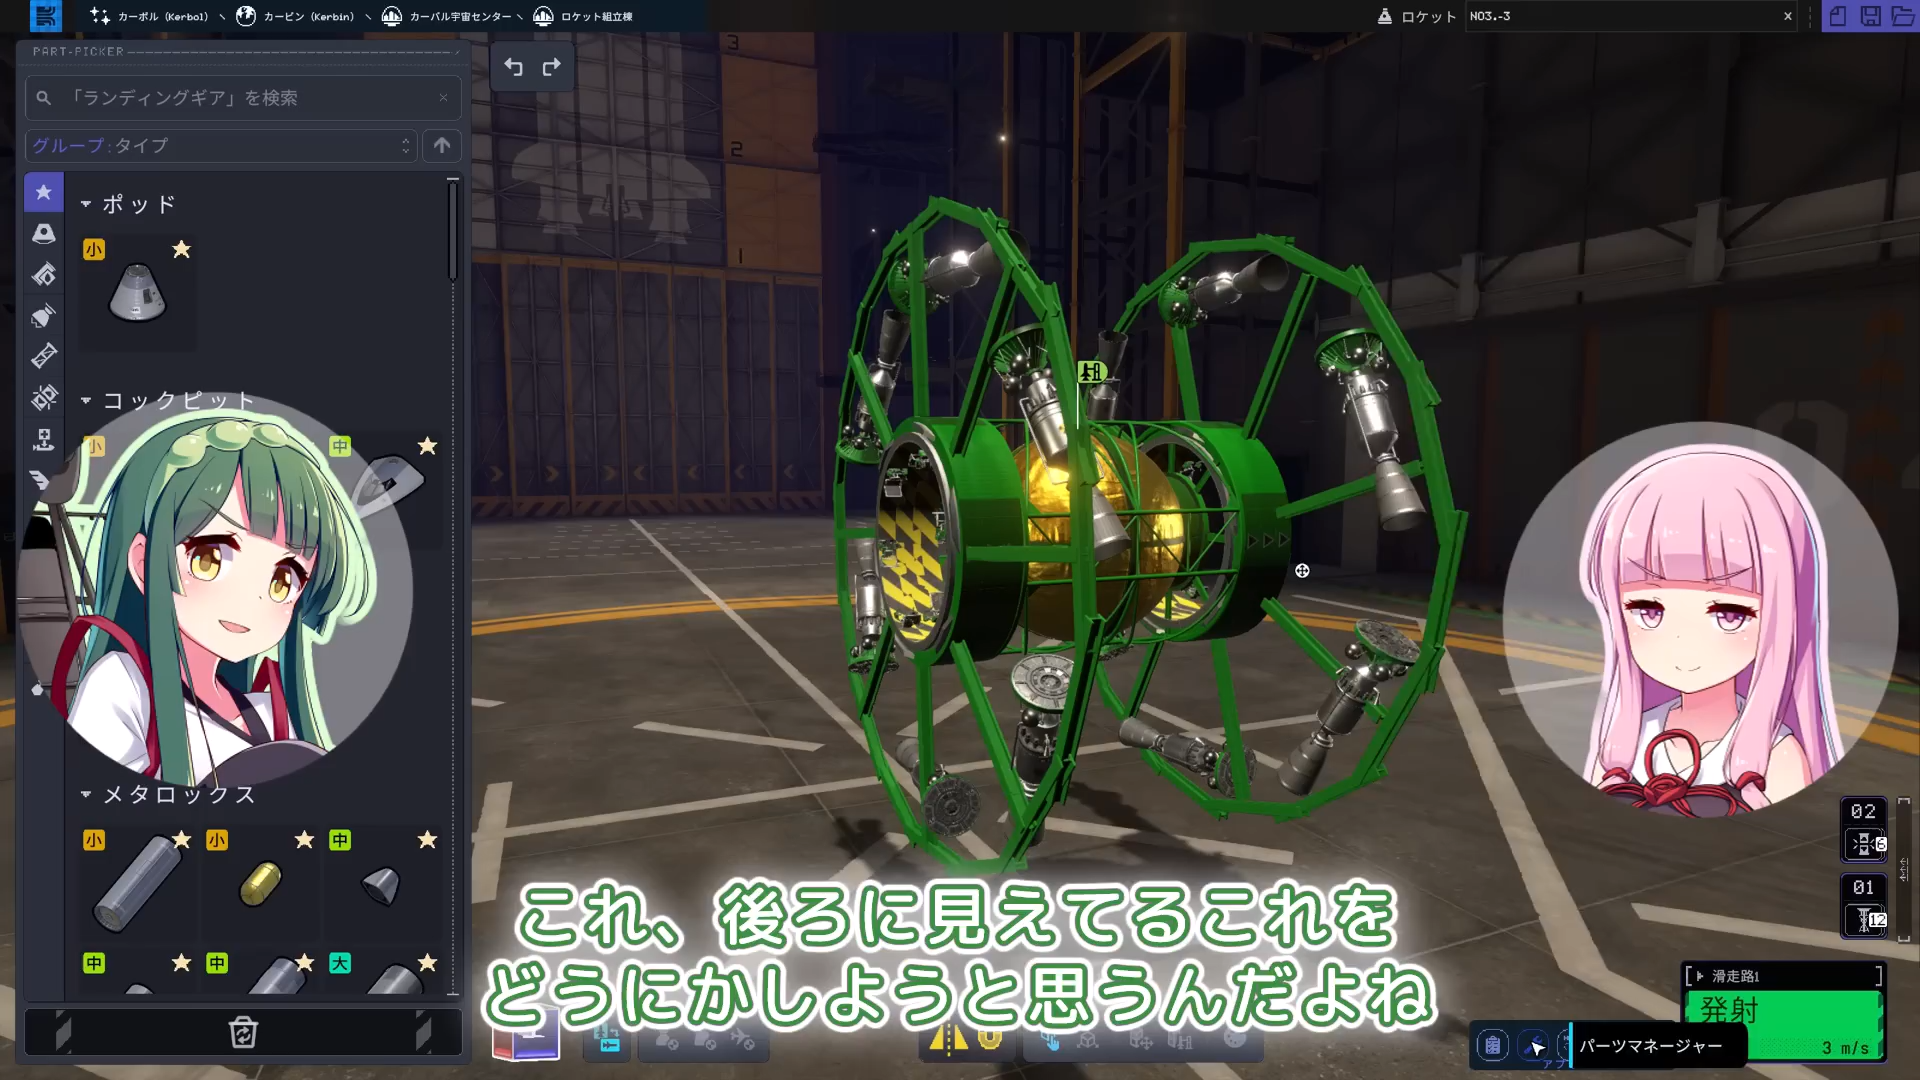 カーボル (Kerbol) カービン (Kerbin) カーバル宇宙センター ロケット組立棟
ロケット NO3.-3
PART-PICKER
「ランディングギア」を検索
グループ:タイプ
ポッド
小
コックピット
小 中
メタロックス
小 小 中
中 中 大
3
2
1
02
6
01
12
滑走路1
発射
3 m/s
パーツマネージャー
これ、後ろに見えてるこれを
どうにかしようと思うんだよね